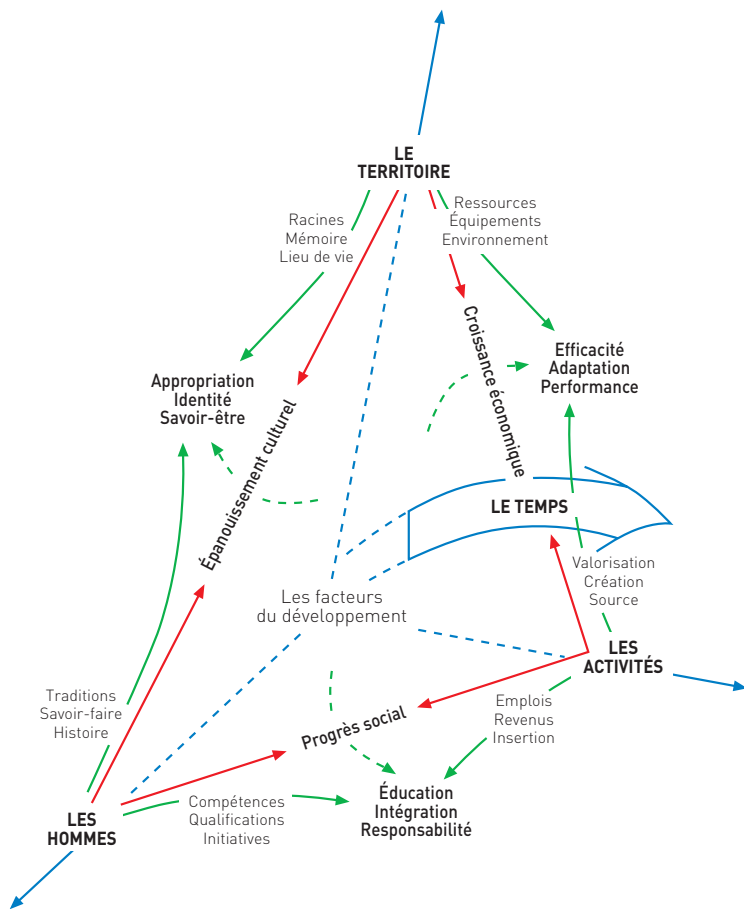 LE
TERRITOIRE
Racines
Mémoire
Lieu de vie
Ressources
Équipements
Environnement
Croissance économique
Efficacité
Adaptation
Performance
Appropriation
Identité
Savoir-être
Épanouissement culturel
LE TEMPS
Valorisation
Création
Source
Les facteurs
du développement
LES
ACTIVITÉS
Traditions
Savoir-faire
Histoire
Progrès social
Emplois
Revenus
Insertion
Éducation
Intégration
Responsabilité
Compétences
Qualifications
Initiatives
LES
HOMMES